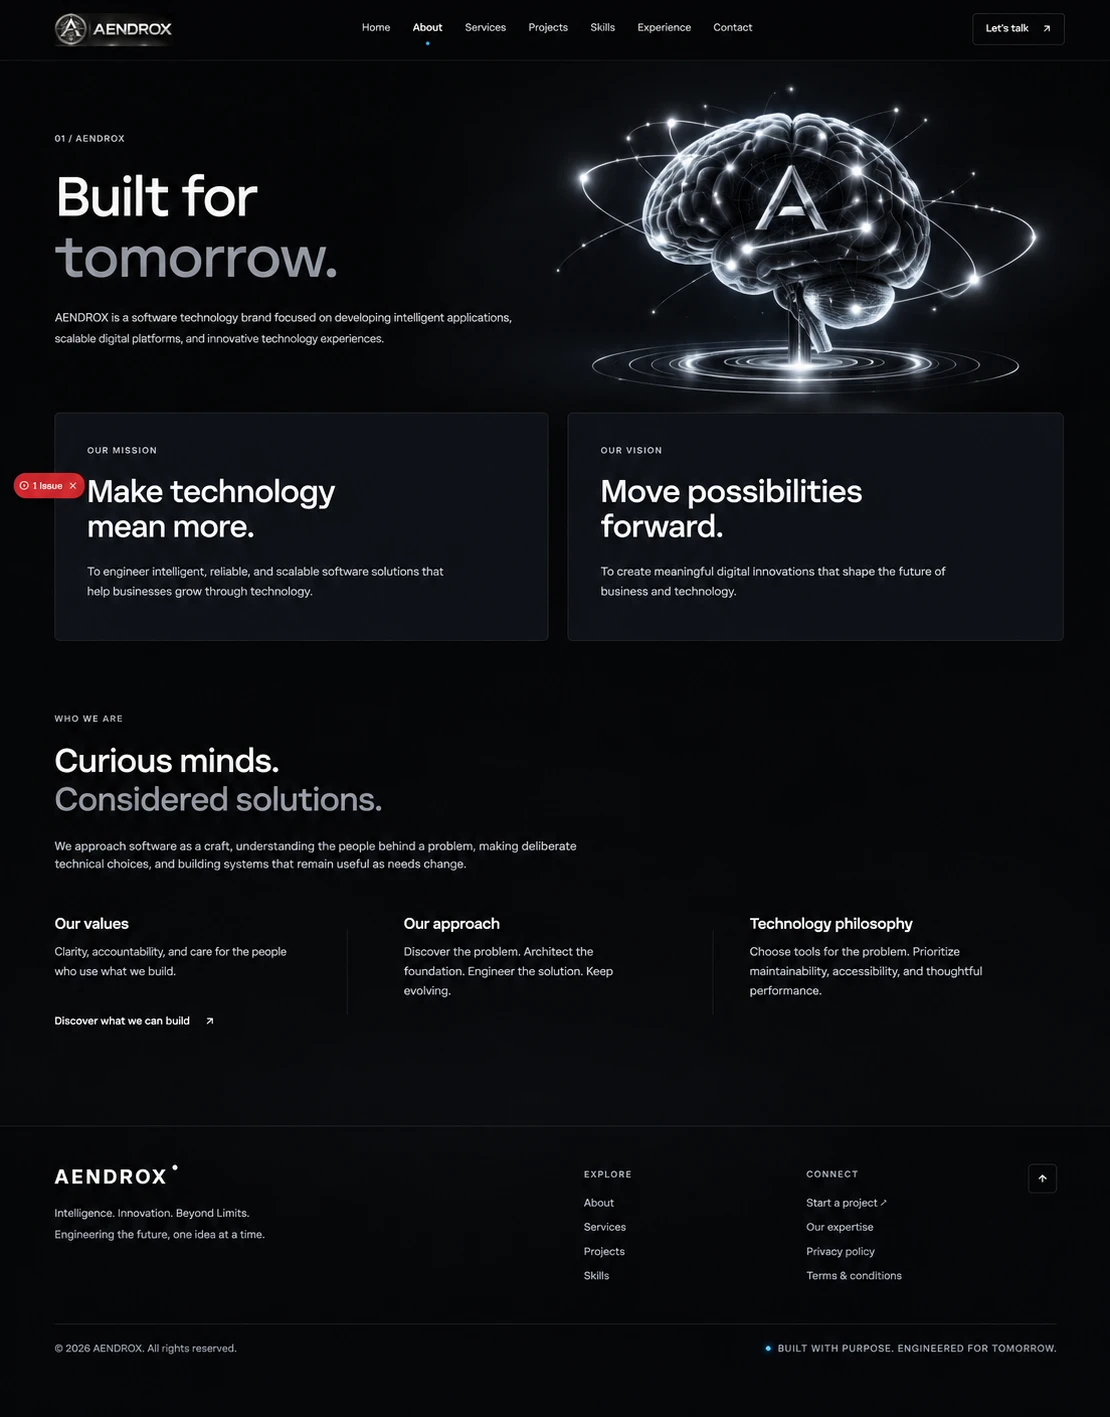 AENDROX
Home
About
Services
Projects
Skills
Experience
Contact
Let's talk
01 / AENDROX
Built for
tomorrow.
AENDROX is a software technology brand focused on developing intelligent applications,
scalable digital platforms, and innovative technology experiences.
A
OUR MISSION
Make technology
mean more.
To engineer intelligent, reliable, and scalable software solutions that
help businesses grow through technology.
1 Issue
OUR VISION
Move possibilities
forward.
To create meaningful digital innovations that shape the future of
business and technology.
WHO WE ARE
Curious minds.
Considered solutions.
We approach software as a craft, understanding the people behind a problem, making deliberate
technical choices, and building systems that remain useful as needs change.
Our values
Clarity, accountability, and care for the people
who use what we build.
Discover what we can build
Our approach
Discover the problem. Architect the
foundation. Engineer the solution. Keep
evolving.
Technology philosophy
Choose tools for the problem. Prioritize
maintainability, accessibility, and thoughtful
performance.
AENDROX
Intelligence. Innovation. Beyond Limits.
Engineering the future, one idea at a time.
EXPLORE
About
Services
Projects
Skills
CONNECT
Start a project ↗
Our expertise
Privacy policy
Terms & conditions
© 2026 AENDROX. All rights reserved.
BUILT WITH PURPOSE. ENGINEERED FOR TOMORROW.